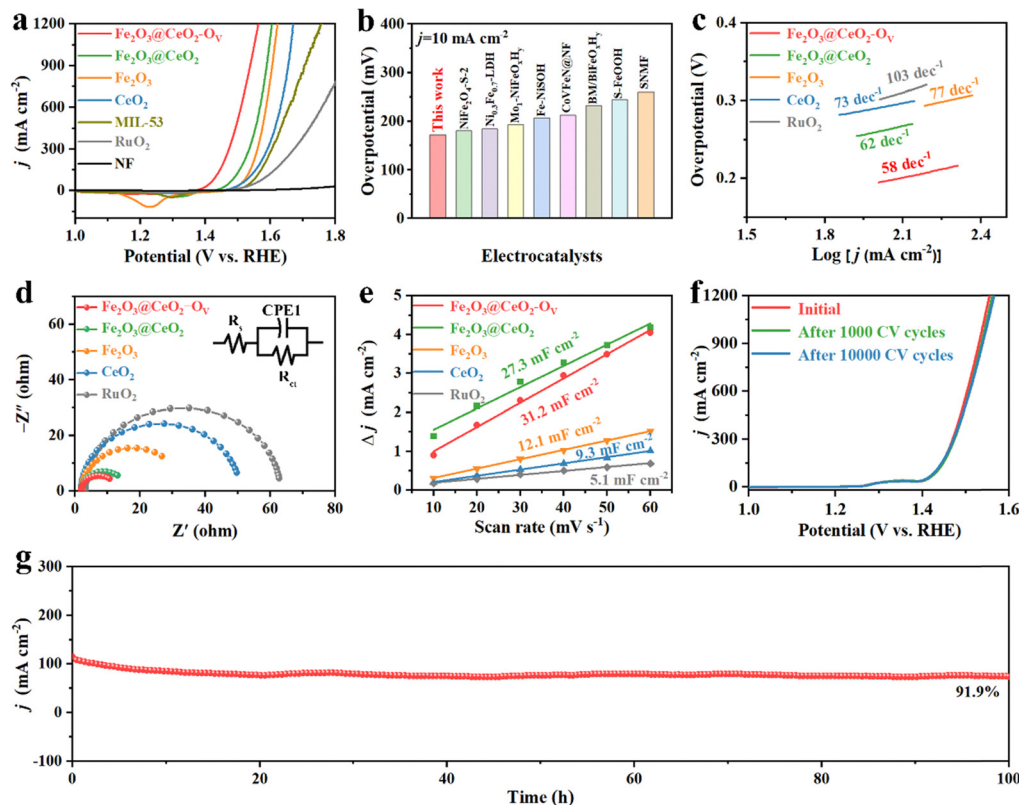 a
1200
900
600
300
0
j (mA cm⁻²)
Fe₂O₃@CeO₂-Oᵥ
Fe₂O₃@CeO₂
Fe₂O₃
CeO₂
MIL-53
RuO₂
NF
1.0 1.2 1.4 1.6 1.8
Potential (V vs. RHE)
b
400
300
200
100
0
Overpotential (mV)
j=10 mA cm⁻²
This work
NiFe₂O₄-S-2
Ni₀.₃Fe₀.₇-LDH
Mo₁-NiFeOₓHᵧ
Fe-NiSOH
CoVFeN@NF
BM/BiFeOₓHᵧ
S-FeOOH
SNMF
Electrocatalysts
c
0.4
0.3
0.2
Overpotential (V)
Fe₂O₃@CeO₂-Oᵥ
Fe₂O₃@CeO₂
Fe₂O₃
CeO₂
RuO₂
103 dec⁻¹
73 dec⁻¹
77 dec⁻¹
62 dec⁻¹
58 dec⁻¹
1.5 1.8 2.1 2.4
Log [j (mA cm⁻²)]
d
60
40
20
0
−Z″ (ohm)
Fe₂O₃@CeO₂−Oᵥ
Fe₂O₃@CeO₂
Fe₂O₃
CeO₂
RuO₂
CPE1
Rₛ
R
0 20 40 60 80
Z′ (ohm)
e
5
4
3
2
1
0
Δj (mA cm⁻²)
Fe₂O₃@CeO₂-Oᵥ
Fe₂O₃@CeO₂
Fe₂O₃
CeO₂
RuO₂
27.3 mF cm⁻²
31.2 mF cm⁻²
12.1 mF cm⁻²
9.3 mF cm⁻²
5.1 mF cm⁻²
10 20 30 40 50 60
Scan rate (mV s⁻¹)
f
1200
900
600
300
0
j (mA cm⁻²)
Initial
After 1000 CV cycles
After 10000 CV cycles
1.0 1.2 1.4 1.6
Potential (V vs. RHE)
g
300
200
100
0
-100
j (mA cm⁻²)
91.9%
0 20 40 60 80 100
Time (h)